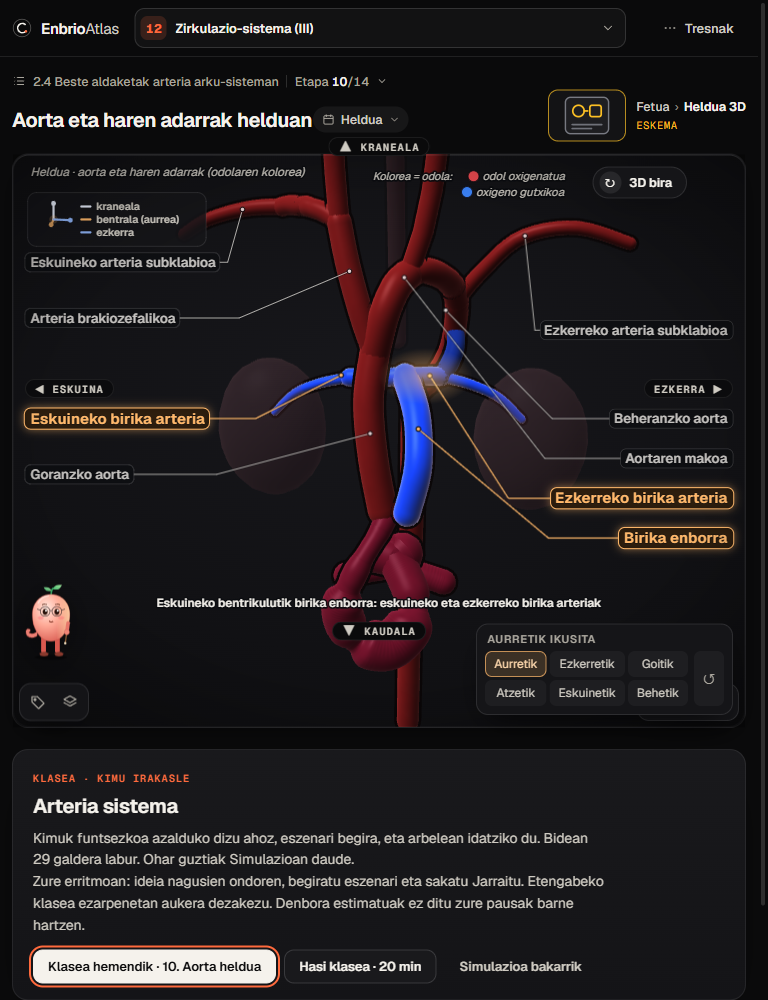 EnbrioAtlas
12 Zirkulazio-sistema (III)
··· Tresnak
2.4 Beste aldaketak arteria arku-sisteman
Etapa 10/14
Aorta eta haren adarrak helduan
Heldua
Fetua › Heldua 3D
ESKEMA
▲ KRANEALA
Heldua · aorta eta haren adarrak (odolaren kolorea)
Kolorea = odola:
odol oxigenatua
oxigeno gutxikoa
↻ 3D bira
kraneala
bentrala (aurrea)
ezkerra
Eskuineko arteria subklabioa
Arteria brakiozefalikoa
Ezkerreko arteria subklabioa
◀ ESKUINA
EZKERRA ▶
Eskuineko birika arteria
Beheranzko aorta
Aortaren makoa
Goranzko aorta
Ezkerreko birika arteria
Birika enborra
Eskuineko bentrikulutik birika enborra: eskuineko eta ezkerreko birika arteriak
▼ KAUDALA
AURRETIK IKUSITA
Aurretik Ezkerretik Goitik
Atzetik Eskuinetik Behetik
↺
KLASEA · KIMU IRAKASLE
Arteria sistema
Kimuk funtsezkoa azalduko dizu ahoz, eszenari begira, eta arbelean idatziko du. Bidean
29 galdera labur. Ohar guztiak Simulazioan daude.
Zure erritmoan: ideia nagusien ondoren, begiratu eszenari eta sakatu Jarraitu. Etengabeko
klasea ezarpenetan aukera dezakezu. Denbora estimatuak ez ditu zure pausak barne
hartzen.
Klasea hemendik · 10. Aorta heldua
Hasi klasea · 20 min
Simulazioa bakarrik